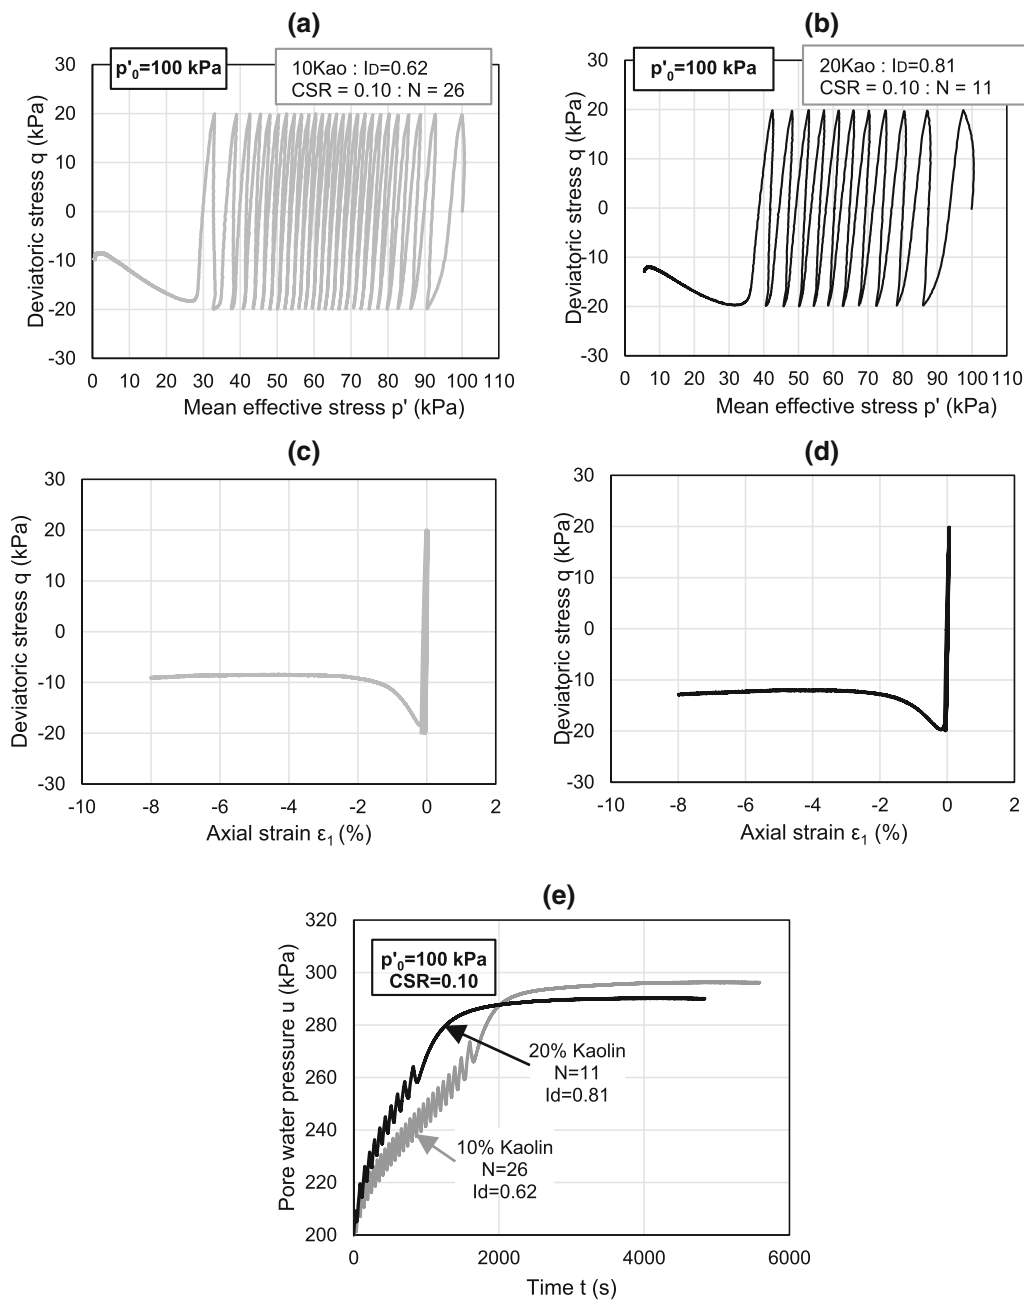 (a)
p'0=100 kPa
10Kao : ID=0.62
CSR = 0.10 : N = 26
30
20
10
0
-10
-20
-30
Deviatoric stress q (kPa)
0 10 20 30 40 50 60 70 80 90 100 110
Mean effective stress p' (kPa)
(b)
p'0=100 kPa
20Kao : ID=0.81
CSR = 0.10 : N = 11
30
20
10
0
-10
-20
-30
Deviatoric stress q (kPa)
0 10 20 30 40 50 60 70 80 90 100 110
Mean effective stress p' (kPa)
(c)
30
20
10
0
-10
-20
-30
Deviatoric stress q (kPa)
-10 -8 -6 -4 -2 0 2
Axial strain ε1 (%)
(d)
30
20
10
0
-10
-20
-30
Deviatoric stress q (kPa)
-10 -8 -6 -4 -2 0 2
Axial strain ε1 (%)
(e)
320
300
280
260
240
220
200
Pore water pressure u (kPa)
p'0=100 kPa
CSR=0.10
20% Kaolin
N=11
Id=0.81
10% Kaolin
N=26
Id=0.62
0 2000 4000 6000
Time t (s)